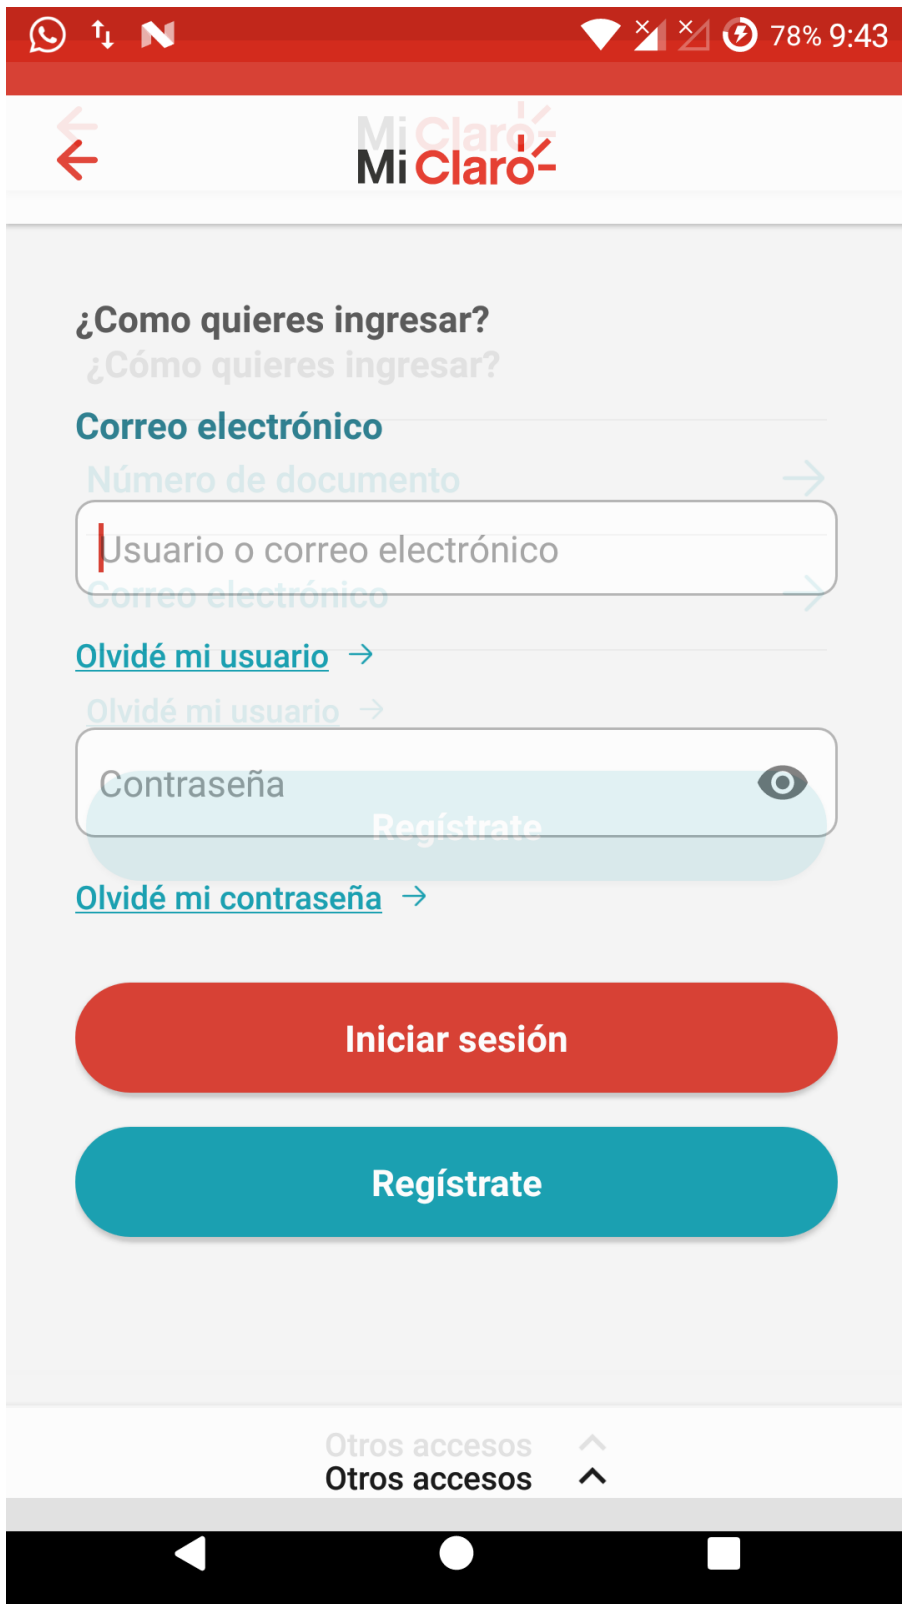 78% 9:43
Mi Claro
Mi Claro
¿Como quieres ingresar?
¿Cómo quieres ingresar?
Correo electrónico
Número de documento
Usuario o correo electrónico
Correo electrónico
Olvidé mi usuario
Olvidé mi usuario
Contraseña
Regístrate
Olvidé mi contraseña
Iniciar sesión
Regístrate
Otros accesos
Otros accesos